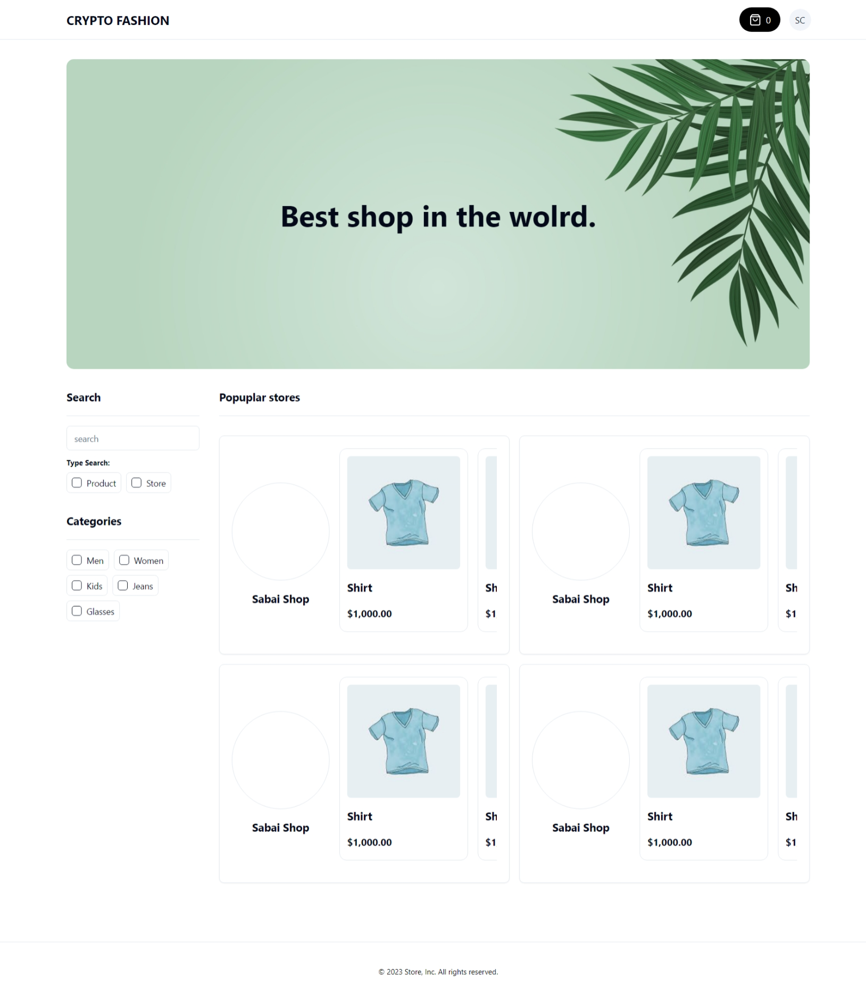 CRYPTO FASHION
0
SC
Best shop in the wolrd.
Search
search
Type Search:
Product
Store
Categories
Men
Women
Kids
Jeans
Glasses
Popuplar stores
Sabai Shop
Shirt
$1,000.00
Sh
$1
Sabai Shop
Shirt
$1,000.00
Sh
$1
Sabai Shop
Shirt
$1,000.00
Sh
$1
Sabai Shop
Shirt
$1,000.00
Sh
$1
© 2023 Store, Inc. All rights reserved.